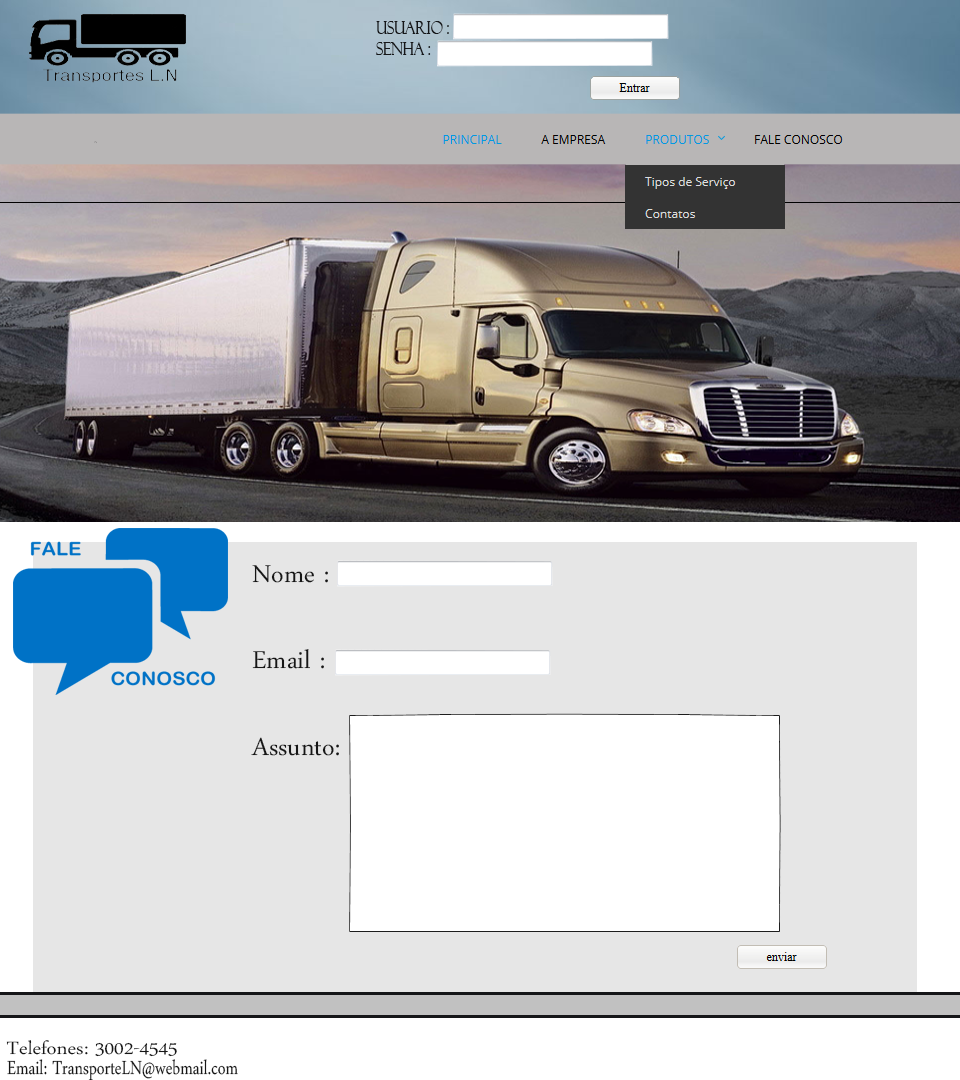 Transportes L.N
USUARIO :
SENHA :
Entrar
PRINCIPAL A EMPRESA PRODUTOS FALE CONOSCO
Tipos de Serviço
Contatos
FALE
CONOSCO
Nome :
Email :
Assunto:
enviar
Telefones: 3002-4545
Email: TransporteLN@webmail.com